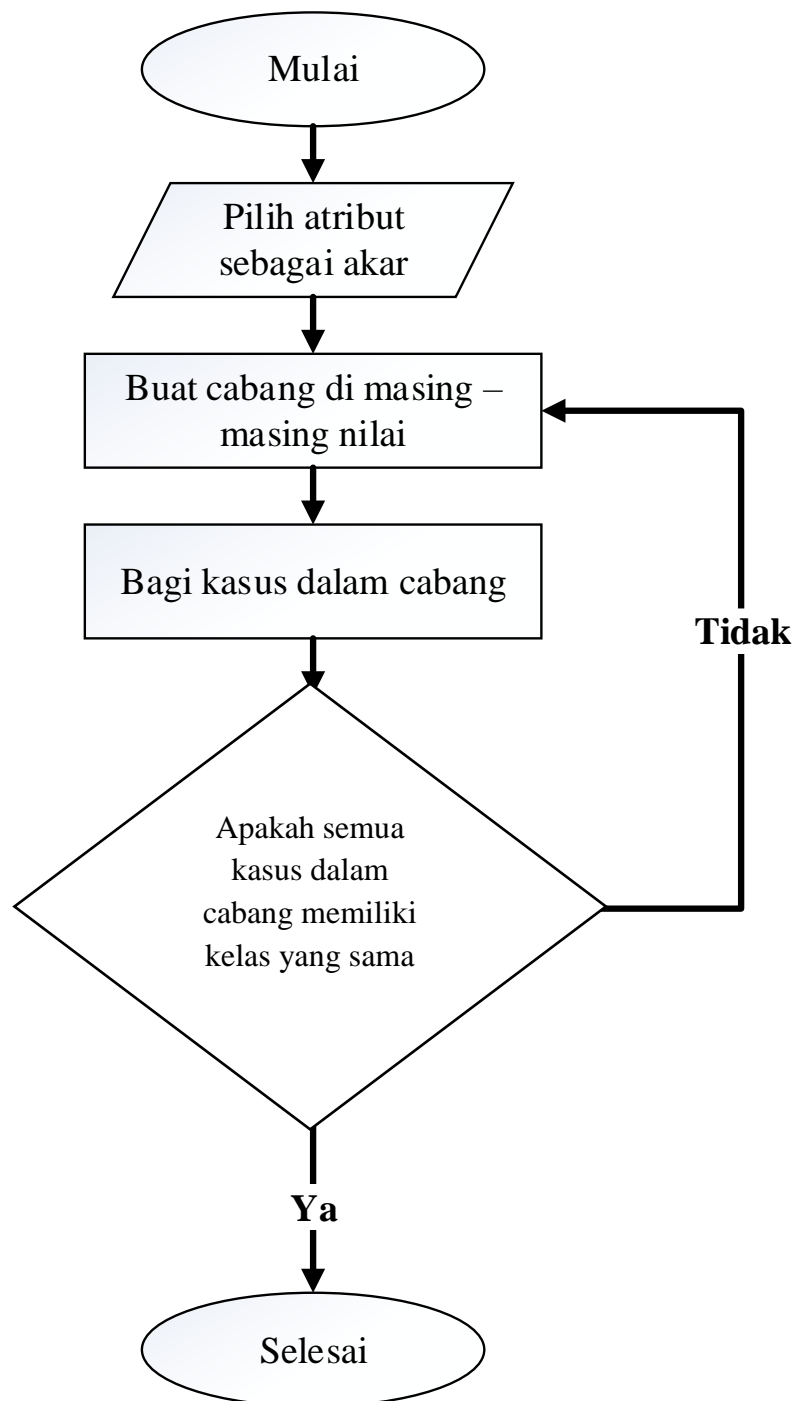 Mulai
Pilih atribut
sebagai akar
Buat cabang di masing –
masing nilai
Bagi kasus dalam cabang
Tidak
Apakah semua
kasus dalam
cabang memiliki
kelas yang sama
Ya
Selesai